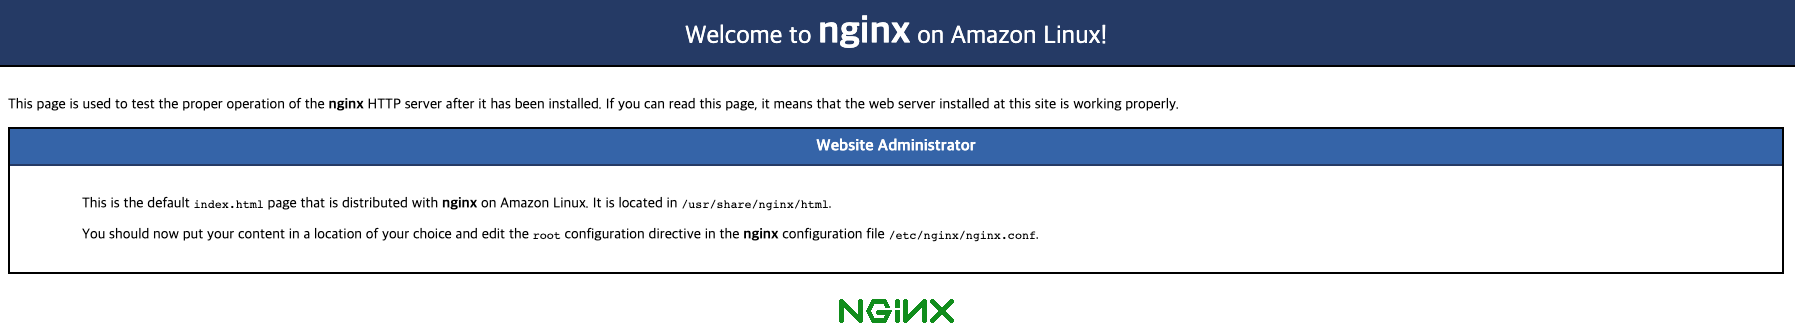 Welcome to nginx on Amazon Linux!
This page is used to test the proper operation of the nginx HTTP server after it has been installed. If you can read this page, it means that the web server installed at this site is working properly.
Website Administrator
This is the default index.html page that is distributed with nginx on Amazon Linux. It is located in /usr/share/nginx/html.
You should now put your content in a location of your choice and edit the root configuration directive in the nginx configuration file /etc/nginx/nginx.conf.
NGINX